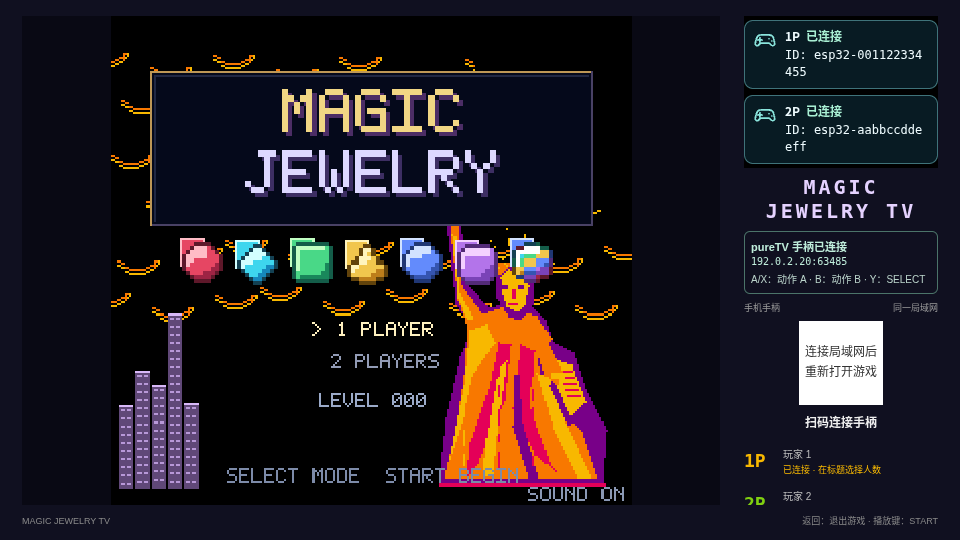 MAGIC
JEWELRY
> 1 PLAYER
2 PLAYERS
LEVEL 000
SELECT MODE START BEGIN
SOUND ON
1P 已连接
ID: esp32-001122334
455
2P 已连接
ID: esp32-aabbccdde
eff
MAGIC
JEWELRY TV
pureTV 手柄已连接
192.0.2.20:63485
A/X: 动作 A · B: 动作 B · Y: SELECT
手机手柄 同一局域网
连接局域网后
重新打开游戏
扫码连接手柄
1P 玩家 1
已连接 · 在标题选择人数
2P 玩家 2
MAGIC JEWELRY TV
返回: 退出游戏 · 播放键: START